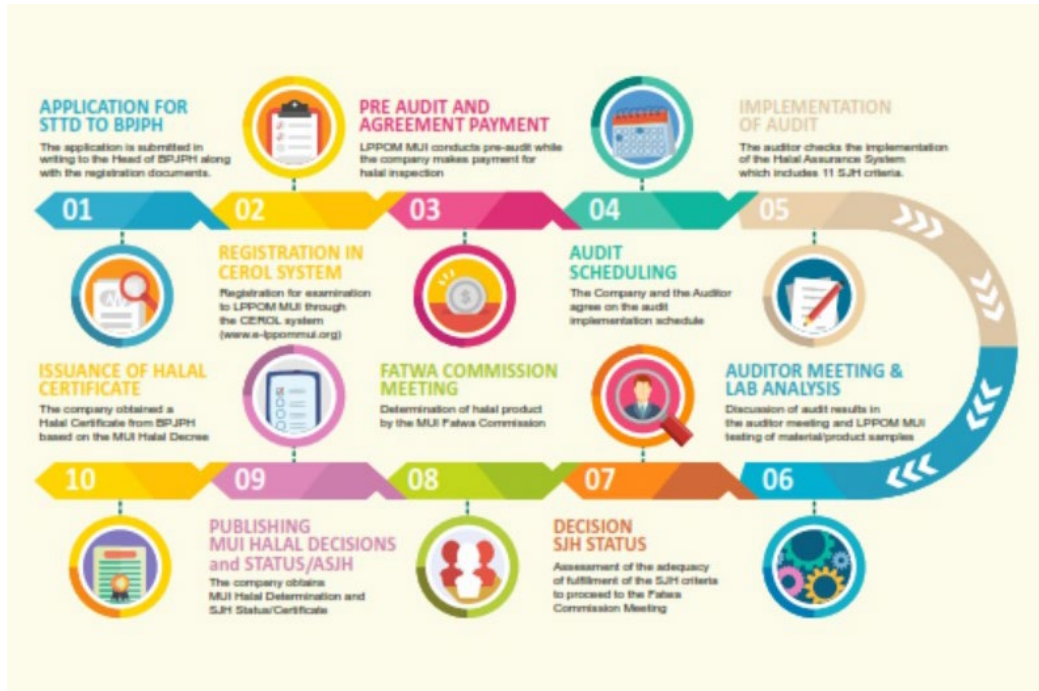 APPLICATION FOR
STTD TO BPJPH
The application is submitted in
writing to the Head of BPJPH along
with the registration documents.
01
02
REGISTRATION IN
CEROL SYSTEM
Registration for examination
to LPPOM MUI through
the CEROL system
(www.e-lppommui.org)
PRE AUDIT AND
AGREEMENT PAYMENT
LPPOM MUI conducts pre-audit while
the company makes payment for
halal inspection
03
04
AUDIT
SCHEDULING
The Company and the Auditor
agree on the audit
implementation schedule
IMPLEMENTATION
OF AUDIT
The auditor checks the implementation
of the Halal Assurance System
which includes 11 SJH criteria.
05
AUDITOR MEETING &
LAB ANALYSIS
Discussion of audit results in
the auditor meeting and LPPOM MUI
testing of material/product samples
06
07
DECISION
SJH STATUS
Assessment of the adequacy
of fulfillment of the SJH criteria
to proceed to the Fatwa
Commission Meeting
FATWA COMMISSION
MEETING
Determination of halal product
by the MUI Fatwa Commission
08
09
PUBLISHING
MUI HALAL DECISIONS
and STATUS/ASJH
The company obtains
MUI Halal Determination and
SJH Status/Certificate
ISSUANCE OF HALAL
CERTIFICATE
The company obtained a
Halal Certificate from BPJPH
based on the MUI Halal Decree
10